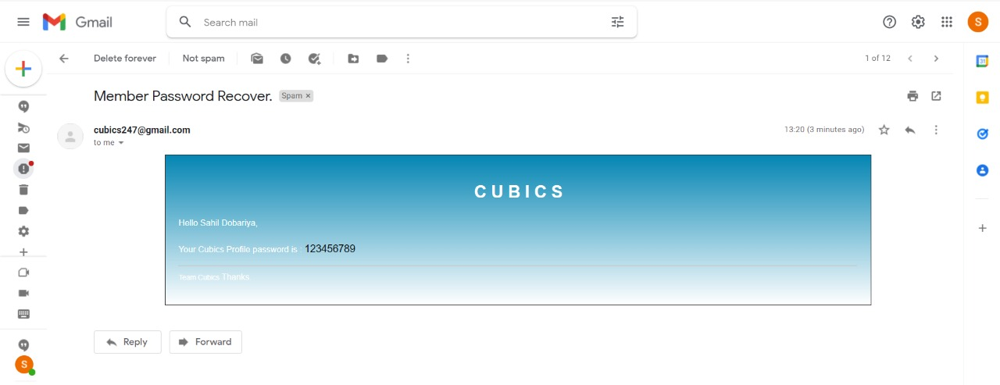 Gmail
Search mail
S
Delete forever
Not spam
1 of 12
31
Member Password Recover.
Spam ×
cubics247@gmail.com
13:20 (3 minutes ago)
to me
CUBICS
Hello Sahil Dobariya,
Your Cubics Profile password is : 123456789
Team Cubics Thanks
Reply
Forward
S